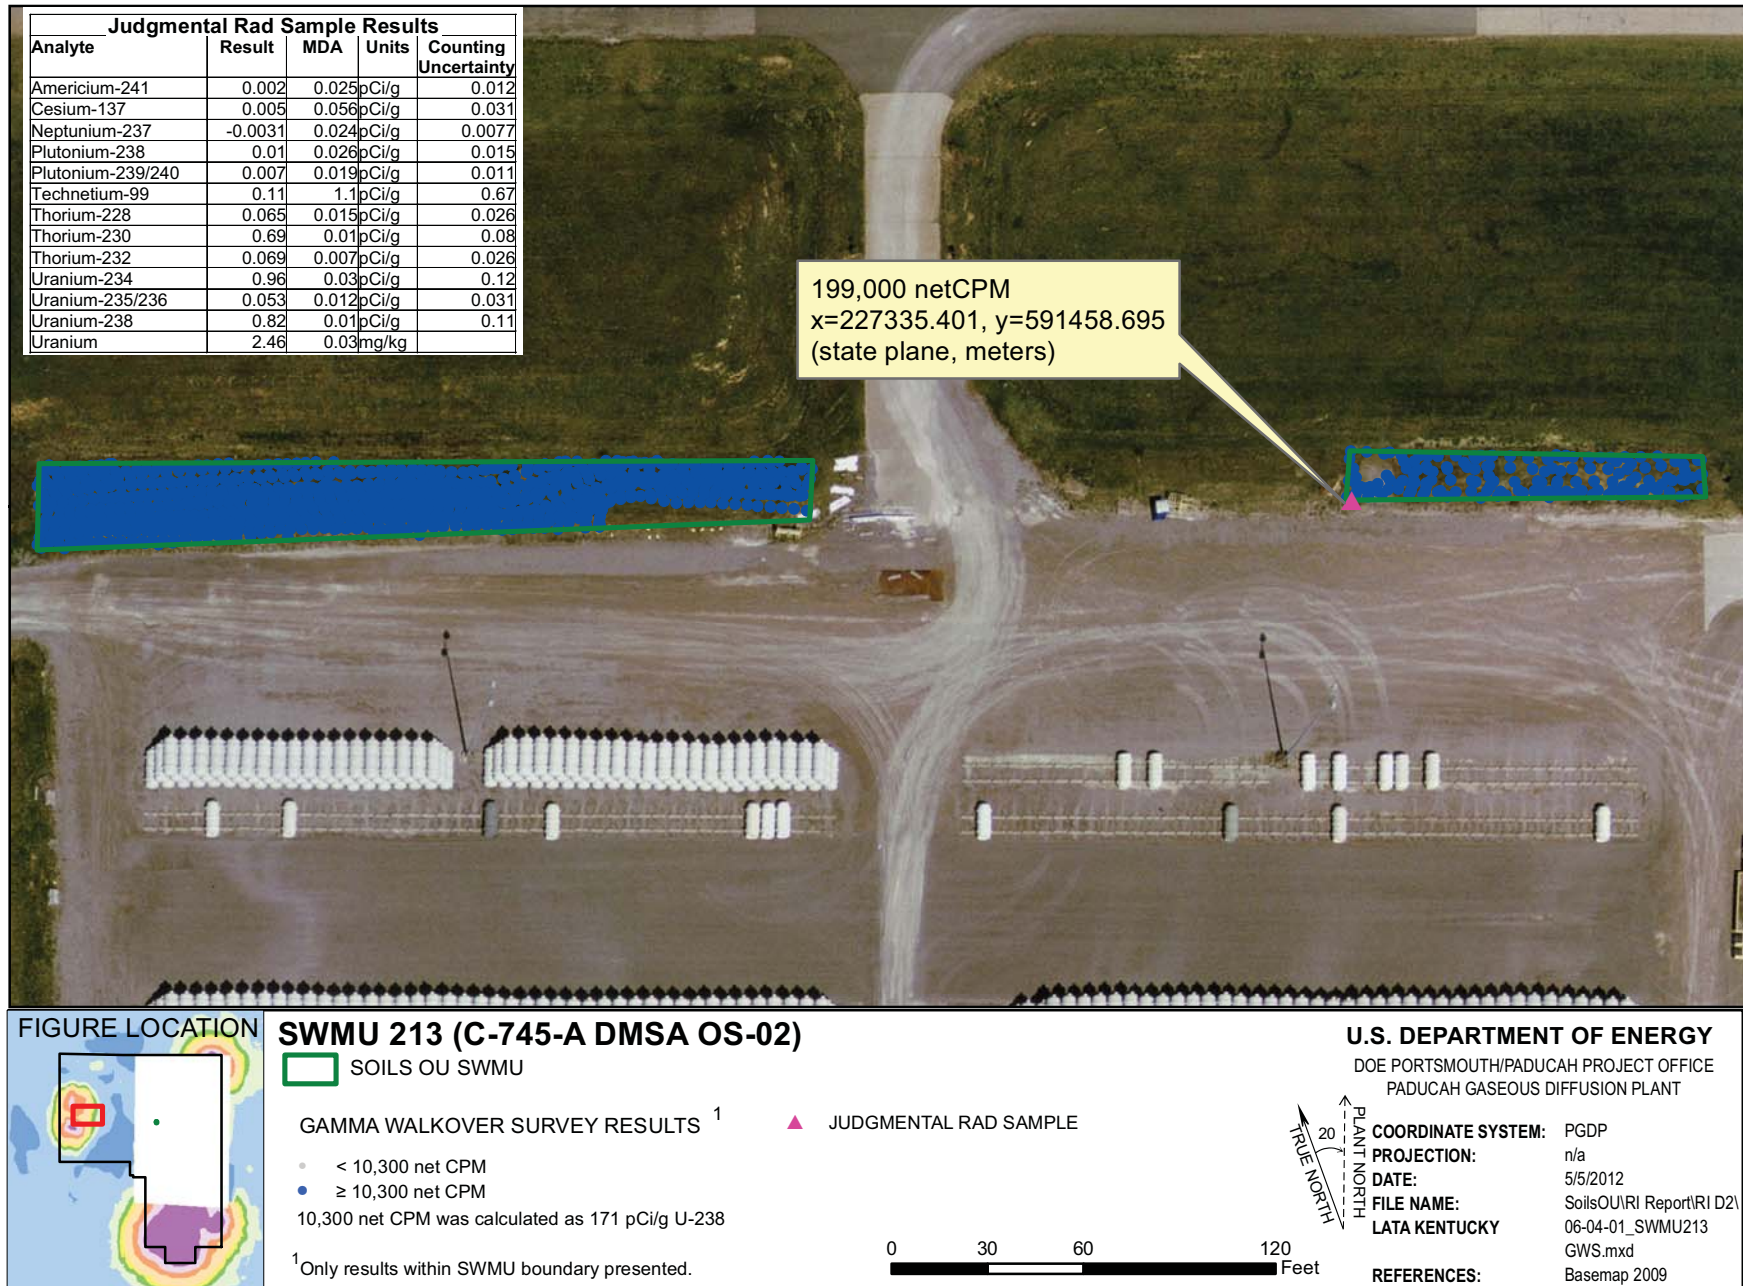 Judgmental Rad Sample Results
Analyte Result MDA Units Counting Uncertainty
Americium-241 0.002 0.025 pCi/g 0.012
Cesium-137 0.005 0.056 pCi/g 0.031
Neptunium-237 -0.0031 0.024 pCi/g 0.0077
Plutonium-238 0.01 0.026 pCi/g 0.015
Plutonium-239/240 0.007 0.019 pCi/g 0.011
Technetium-99 0.11 1.1 pCi/g 0.67
Thorium-228 0.065 0.015 pCi/g 0.026
Thorium-230 0.69 0.01 pCi/g 0.08
Thorium-232 0.069 0.007 pCi/g 0.026
Uranium-234 0.96 0.03 pCi/g 0.12
Uranium-235/236 0.053 0.012 pCi/g 0.031
Uranium-238 0.82 0.01 pCi/g 0.11
Uranium 2.46 0.03 mg/kg
199,000 netCPM
x=227335.401, y=591458.695
(state plane, meters)
FIGURE LOCATION
SWMU 213 (C-745-A DMSA OS-02)
SOILS OU SWMU
GAMMA WALKOVER SURVEY RESULTS 1
< 10,300 net CPM
≥ 10,300 net CPM
10,300 net CPM was calculated as 171 pCi/g U-238
1 Only results within SWMU boundary presented.
JUDGMENTAL RAD SAMPLE
0 30 60 120 Feet
TRUE NORTH
20
PLANT NORTH
U.S. DEPARTMENT OF ENERGY
DOE PORTSMOUTH/PADUCAH PROJECT OFFICE
PADUCAH GASEOUS DIFFUSION PLANT
COORDINATE SYSTEM: PGDP
PROJECTION: n/a
DATE: 5/5/2012
FILE NAME: SoilsOU\RI Report\RI D2\
LATA KENTUCKY 06-04-01_SWMU213
GWS.mxd
REFERENCES: Basemap 2009